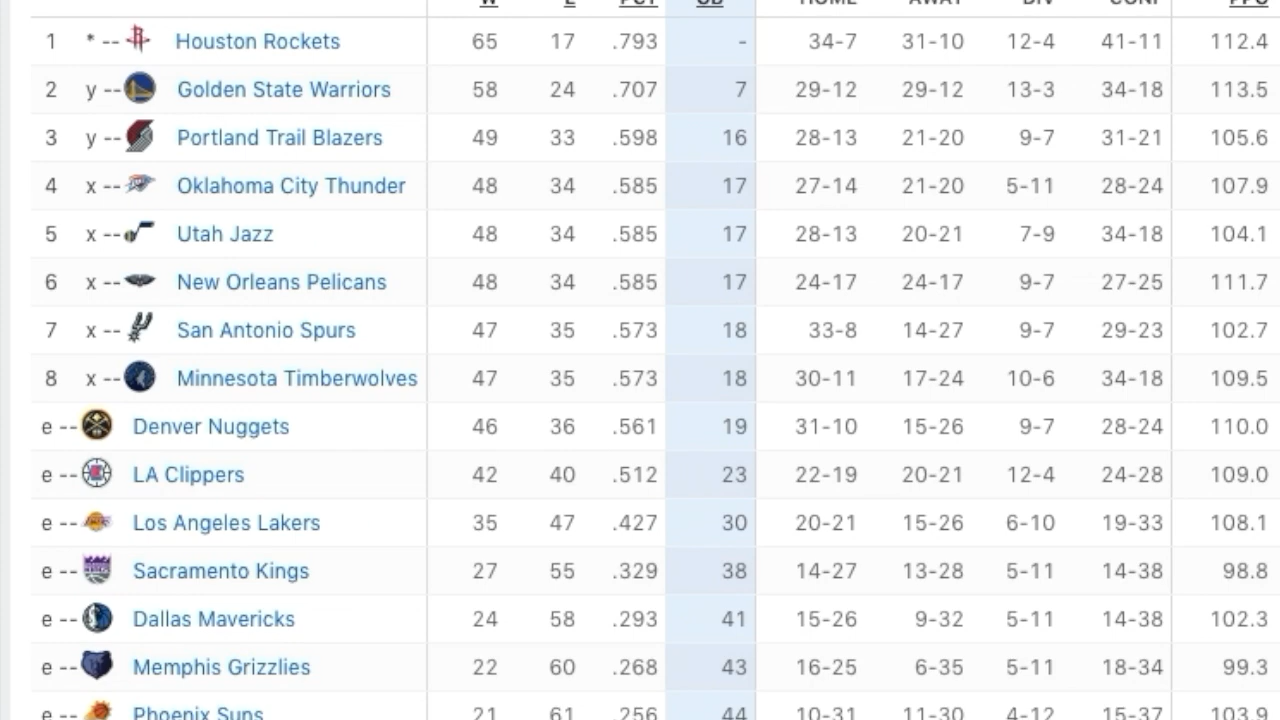 W L PCT GB HOME AWAY DIV CONF PPG
1 * -- Houston Rockets 65 17 .793 - 34-7 31-10 12-4 41-11 112.4
2 y -- Golden State Warriors 58 24 .707 7 29-12 29-12 13-3 34-18 113.5
3 y -- Portland Trail Blazers 49 33 .598 16 28-13 21-20 9-7 31-21 105.6
4 x -- Oklahoma City Thunder 48 34 .585 17 27-14 21-20 5-11 28-24 107.9
5 x -- Utah Jazz 48 34 .585 17 28-13 20-21 7-9 34-18 104.1
6 x -- New Orleans Pelicans 48 34 .585 17 24-17 24-17 9-7 27-25 111.7
7 x -- San Antonio Spurs 47 35 .573 18 33-8 14-27 9-7 29-23 102.7
8 x -- Minnesota Timberwolves 47 35 .573 18 30-11 17-24 10-6 34-18 109.5
e -- Denver Nuggets 46 36 .561 19 31-10 15-26 9-7 28-24 110.0
e -- LA Clippers 42 40 .512 23 22-19 20-21 12-4 24-28 109.0
e -- Los Angeles Lakers 35 47 .427 30 20-21 15-26 6-10 19-33 108.1
e -- Sacramento Kings 27 55 .329 38 14-27 13-28 5-11 14-38 98.8
e -- Dallas Mavericks 24 58 .293 41 15-26 9-32 5-11 14-38 102.3
e -- Memphis Grizzlies 22 60 .268 43 16-25 6-35 5-11 18-34 99.3
e -- Phoenix Suns 21 61 .256 44 10-31 11-30 4-12 15-37 103.9